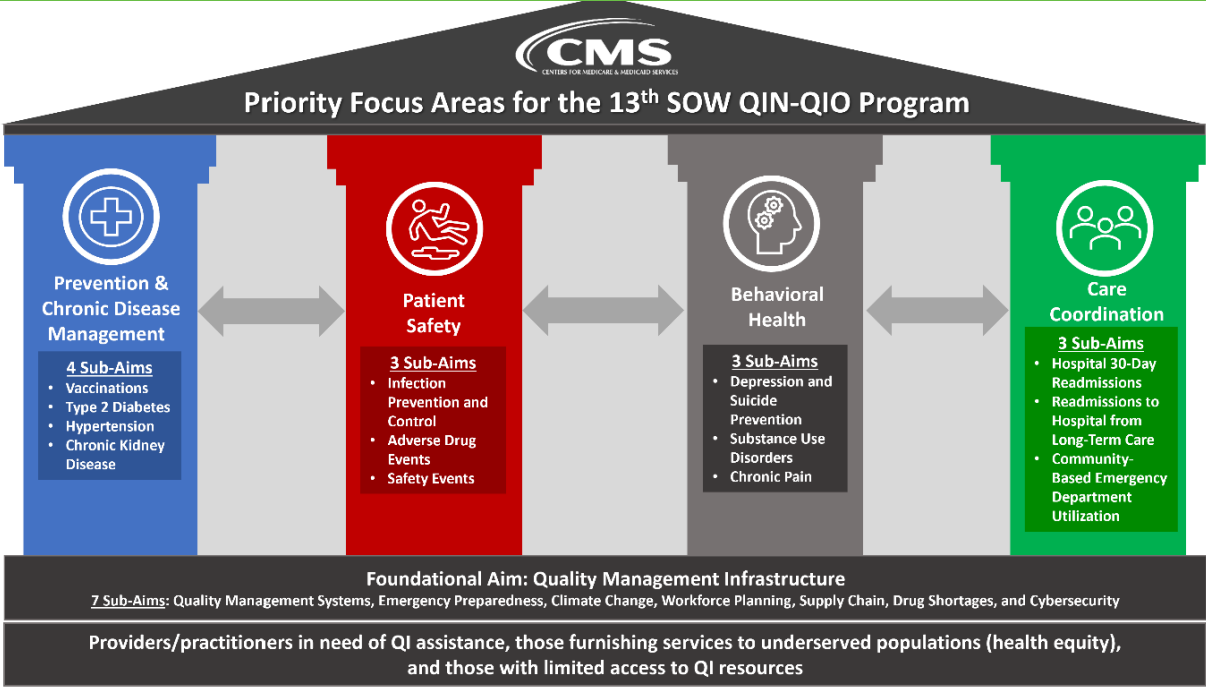 CMS
CENTERS FOR MEDICARE & MEDICAID SERVICES
Priority Focus Areas for the 13th SOW QIN-QIO Program
Prevention &
Chronic Disease
Management
4 Sub-Aims
• Vaccinations
• Type 2 Diabetes
• Hypertension
• Chronic Kidney
Disease
Patient
Safety
3 Sub-Aims
• Infection
Prevention and
Control
• Adverse Drug
Events
• Safety Events
Behavioral
Health
3 Sub-Aims
• Depression and
Suicide
Prevention
• Substance Use
Disorders
• Chronic Pain
Care
Coordination
3 Sub-Aims
• Hospital 30-Day
Readmissions
• Readmissions to
Hospital from
Long-Term Care
• Community-
Based Emergency
Department
Utilization
Foundational Aim: Quality Management Infrastructure
7 Sub-Aims: Quality Management Systems, Emergency Preparedness, Climate Change, Workforce Planning, Supply Chain, Drug Shortages, and Cybersecurity
Providers/practitioners in need of QI assistance, those furnishing services to underserved populations (health equity),
and those with limited access to QI resources